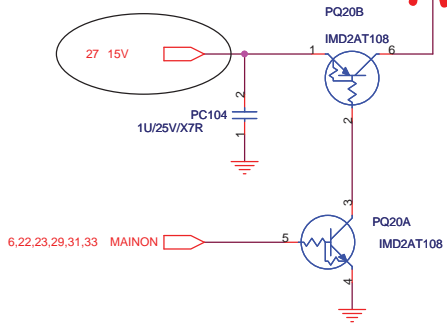 PQ20B
IMD2AT108
27 15V
1
6
2
PC104
1U/25V/X7R
1
2
3
PQ20A
6,22,23,29,31,33 MAINON
5
IMD2AT108
4